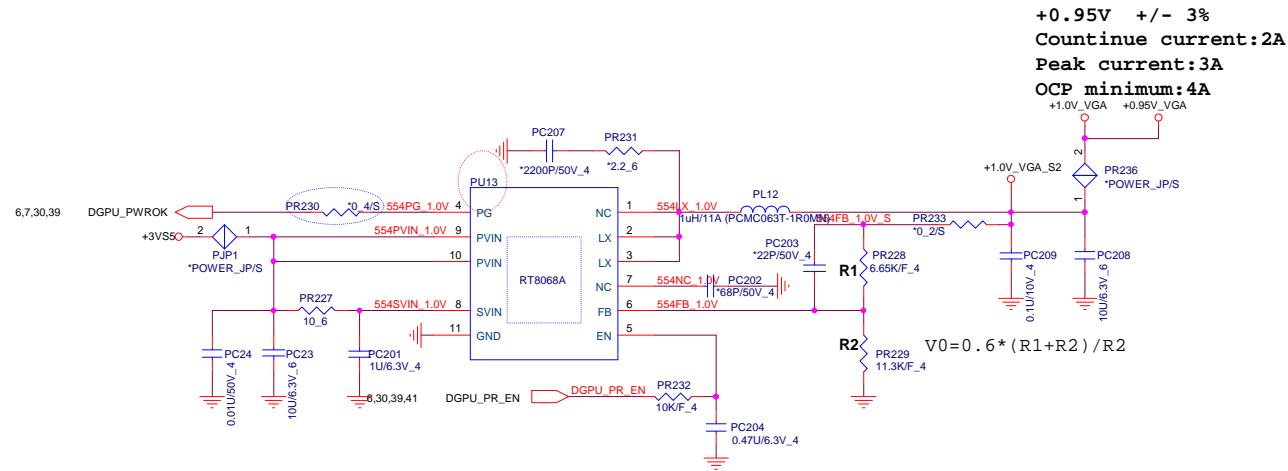 +0.95V +/- 3%
Countinue current:2A
Peak current:3A
OCP minimum:4A
+1.0V_VGA
+0.95V_VGA
PC207
*2200P/50V_4
PR231
*2.2_6
+1.0V_VGA_S2
2
PR236
*POWER_JP/S
1
PU13
PL12
6,7,30,39
DGPU_PWROK
PR230
*0_4/S
554PG_1.0V
4
PG
NC
1
554LX_1.0V
1uH/11A (PCMC063T-1R0MN)
554FB_1.0V_S
PR233
*0_2/S
+3VS5
2
1
PJP1
*POWER_JP/S
554PVIN_1.0V
9
PVIN
LX
2
10
PVIN
LX
3
RT8068A
PC203
*22P/50V_4
R1
PR228
6.65K/F_4
PC209
0.1U/10V_4
PC208
10U/6.3V_6
NC
7
554NC_1.0V
PC202
*68P/50V_4
PR227
10_6
554SVIN_1.0V
8
SVIN
FB
6
554FB_1.0V
11
GND
EN
5
R2
PR229
11.3K/F_4
V0=0.6*(R1+R2)/R2
PC24
0.01U/50V_4
PC23
10U/6.3V_6
PC201
1U/6.3V_4
6,30,39,41
DGPU_PR_EN
DGPU_PR_EN
PR232
10K/F_4
PC204
0.47U/6.3V_4